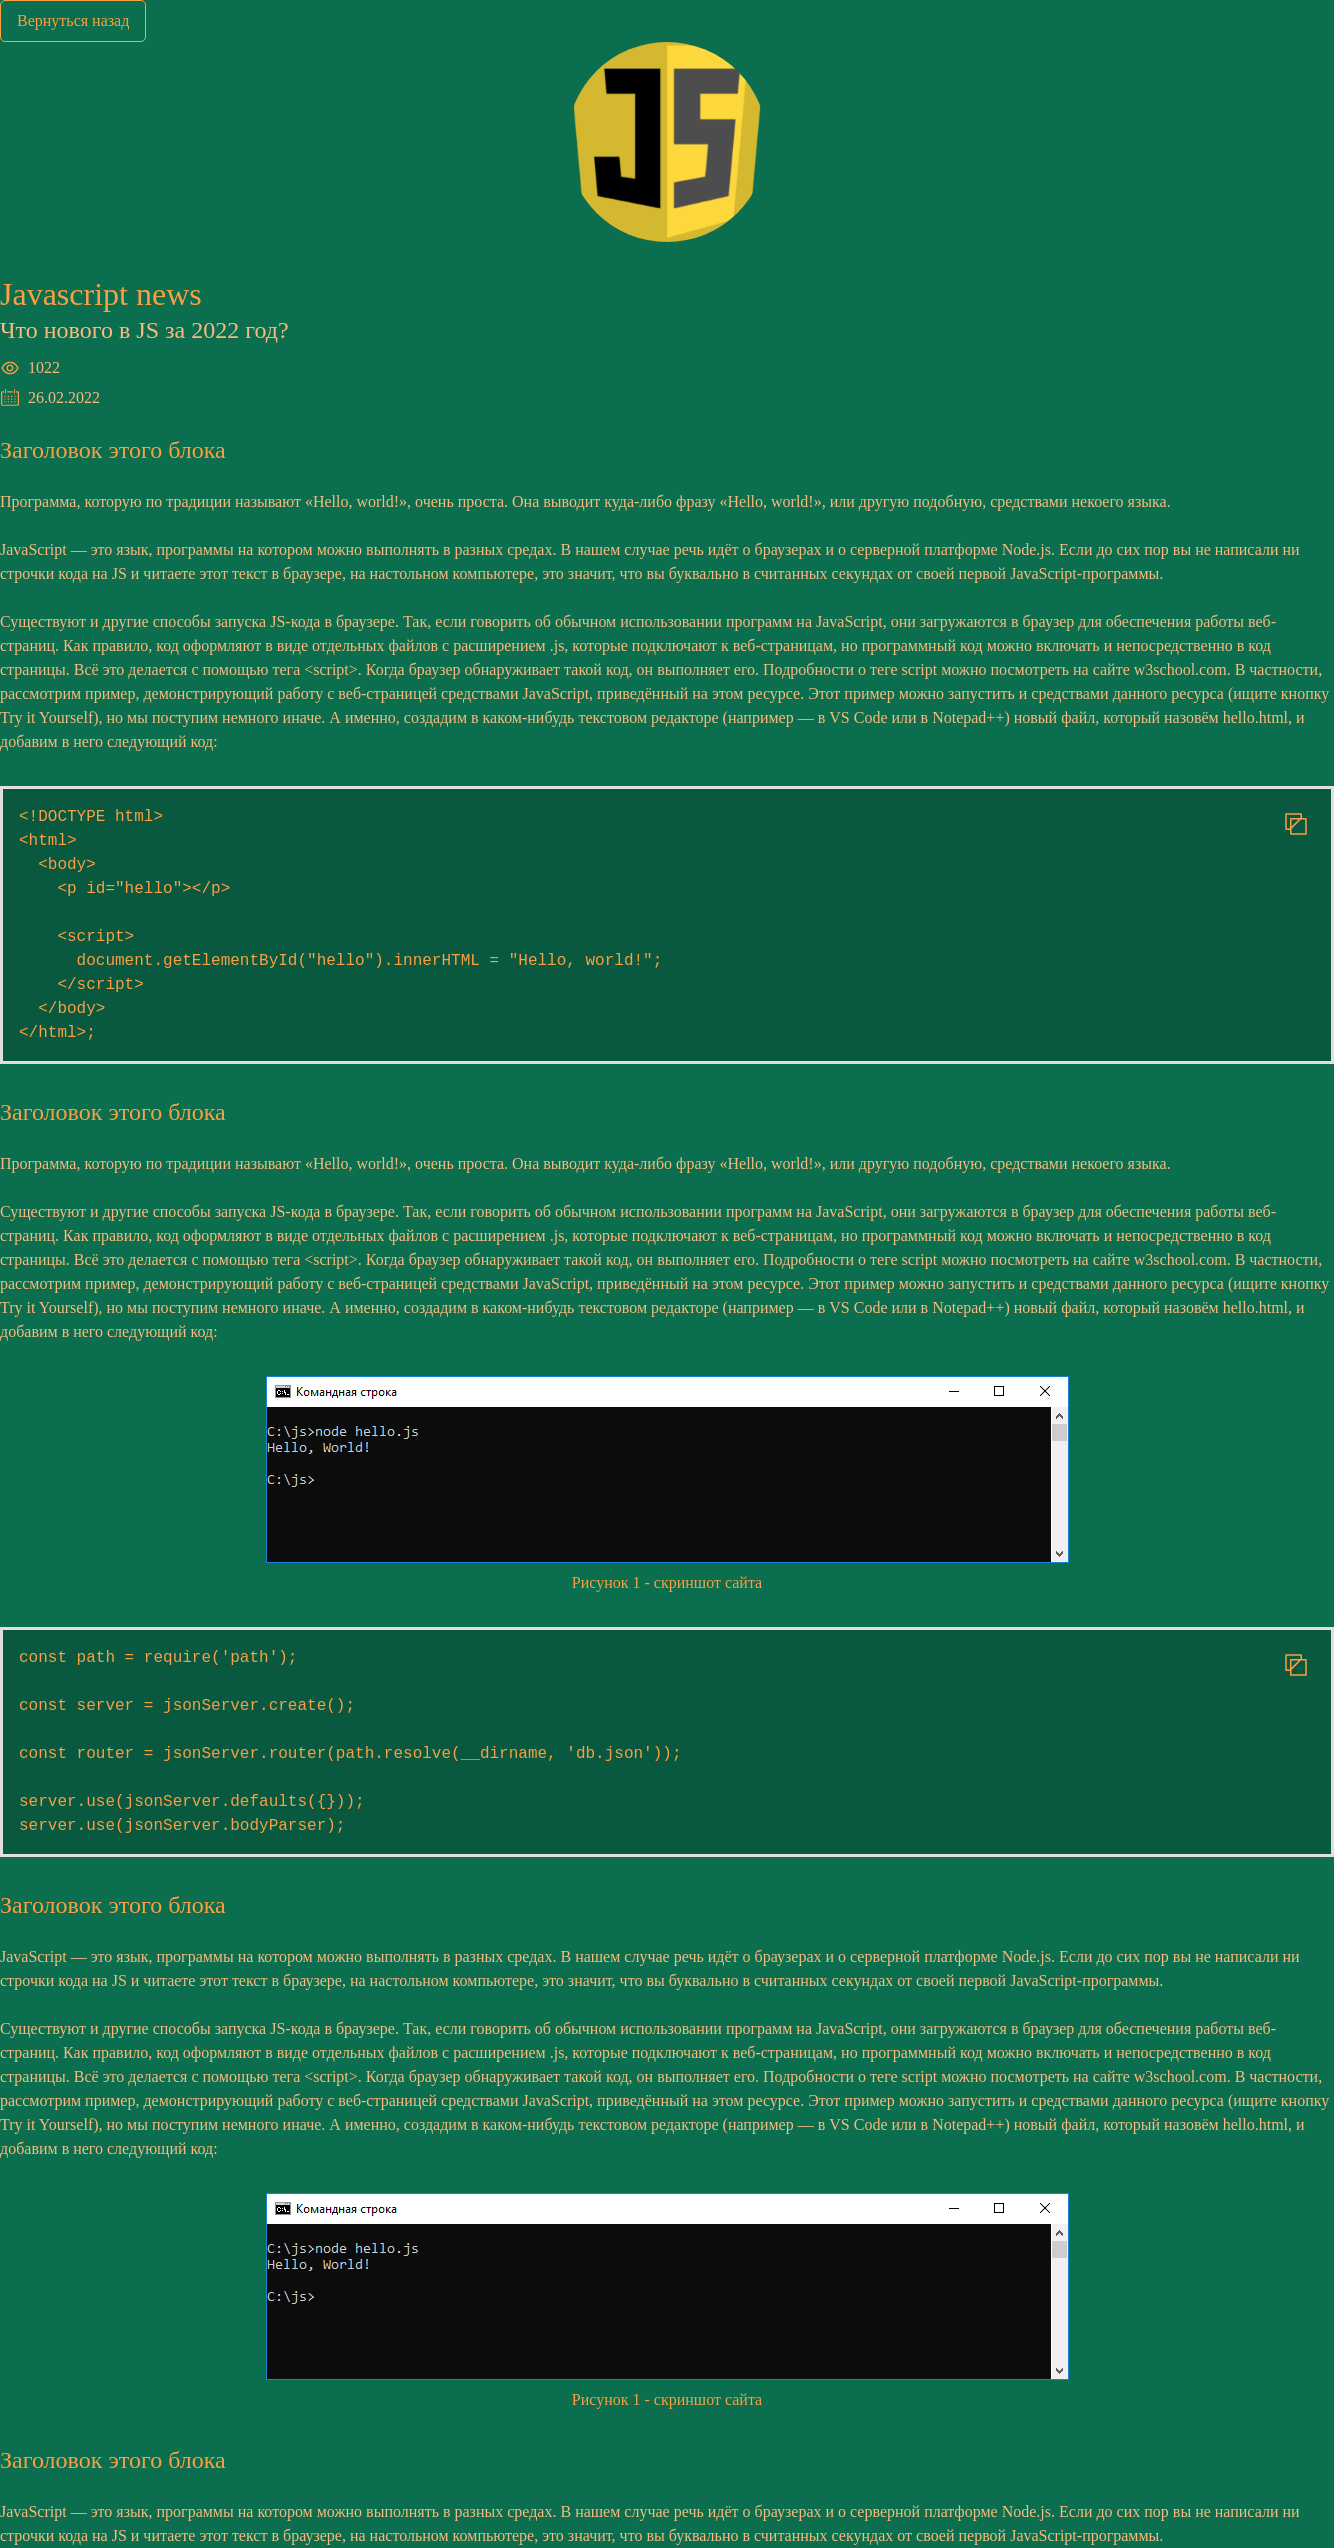 Вернуться назад
JS
Javascript news
Что нового в JS за 2022 год?
1022
26.02.2022
Заголовок этого блока
Программа, которую по традиции называют «Hello, world!», очень проста. Она выводит куда-либо фразу «Hello, world!», или другую подобную, средствами некоего языка.
JavaScript — это язык, программы на котором можно выполнять в разных средах. В нашем случае речь идёт о браузерах и о серверной платформе Node.js. Если до сих пор вы не написали ни
строчки кода на JS и читаете этот текст в браузере, на настольном компьютере, это значит, что вы буквально в считанных секундах от своей первой JavaScript-программы.
Существуют и другие способы запуска JS-кода в браузере. Так, если говорить об обычном использовании программ на JavaScript, они загружаются в браузер для обеспечения работы веб-
страниц. Как правило, код оформляют в виде отдельных файлов с расширением .js, которые подключают к веб-страницам, но программный код можно включать и непосредственно в код
страницы. Всё это делается с помощью тега <script>. Когда браузер обнаруживает такой код, он выполняет его. Подробности о теге script можно посмотреть на сайте w3school.com. В частности,
рассмотрим пример, демонстрирующий работу с веб-страницей средствами JavaScript, приведённый на этом ресурсе. Этот пример можно запустить и средствами данного ресурса (ищите кнопку
Try it Yourself), но мы поступим немного иначе. А именно, создадим в каком-нибудь текстовом редакторе (например — в VS Code или в Notepad++) новый файл, который назовём hello.html, и
добавим в него следующий код:
<!DOCTYPE html>
<html>
  <body>
    <p id="hello"></p>
    <script>
      document.getElementById("hello").innerHTML = "Hello, world!";
    </script>
  </body>
</html>;
Заголовок этого блока
Программа, которую по традиции называют «Hello, world!», очень проста. Она выводит куда-либо фразу «Hello, world!», или другую подобную, средствами некоего языка.
Существуют и другие способы запуска JS-кода в браузере. Так, если говорить об обычном использовании программ на JavaScript, они загружаются в браузер для обеспечения работы веб-
страниц. Как правило, код оформляют в виде отдельных файлов с расширением .js, которые подключают к веб-страницам, но программный код можно включать и непосредственно в код
страницы. Всё это делается с помощью тега <script>. Когда браузер обнаруживает такой код, он выполняет его. Подробности о теге script можно посмотреть на сайте w3school.com. В частности,
рассмотрим пример, демонстрирующий работу с веб-страницей средствами JavaScript, приведённый на этом ресурсе. Этот пример можно запустить и средствами данного ресурса (ищите кнопку
Try it Yourself), но мы поступим немного иначе. А именно, создадим в каком-нибудь текстовом редакторе (например — в VS Code или в Notepad++) новый файл, который назовём hello.html, и
добавим в него следующий код:
Командная строка
C:\js>node hello.js
Hello, World!
C:\js>
Рисунок 1 - скриншот сайта
const path = require('path');
const server = jsonServer.create();
const router = jsonServer.router(path.resolve(__dirname, 'db.json'));
server.use(jsonServer.defaults({}));
server.use(jsonServer.bodyParser);
Заголовок этого блока
JavaScript — это язык, программы на котором можно выполнять в разных средах. В нашем случае речь идёт о браузерах и о серверной платформе Node.js. Если до сих пор вы не написали ни
строчки кода на JS и читаете этот текст в браузере, на настольном компьютере, это значит, что вы буквально в считанных секундах от своей первой JavaScript-программы.
Существуют и другие способы запуска JS-кода в браузере. Так, если говорить об обычном использовании программ на JavaScript, они загружаются в браузер для обеспечения работы веб-
страниц. Как правило, код оформляют в виде отдельных файлов с расширением .js, которые подключают к веб-страницам, но программный код можно включать и непосредственно в код
страницы. Всё это делается с помощью тега <script>. Когда браузер обнаруживает такой код, он выполняет его. Подробности о теге script можно посмотреть на сайте w3school.com. В частности,
рассмотрим пример, демонстрирующий работу с веб-страницей средствами JavaScript, приведённый на этом ресурсе. Этот пример можно запустить и средствами данного ресурса (ищите кнопку
Try it Yourself), но мы поступим немного иначе. А именно, создадим в каком-нибудь текстовом редакторе (например — в VS Code или в Notepad++) новый файл, который назовём hello.html, и
добавим в него следующий код:
Командная строка
C:\js>node hello.js
Hello, World!
C:\js>
Рисунок 1 - скриншот сайта
Заголовок этого блока
JavaScript — это язык, программы на котором можно выполнять в разных средах. В нашем случае речь идёт о браузерах и о серверной платформе Node.js. Если до сих пор вы не написали ни
строчки кода на JS и читаете этот текст в браузере, на настольном компьютере, это значит, что вы буквально в считанных секундах от своей первой JavaScript-программы.